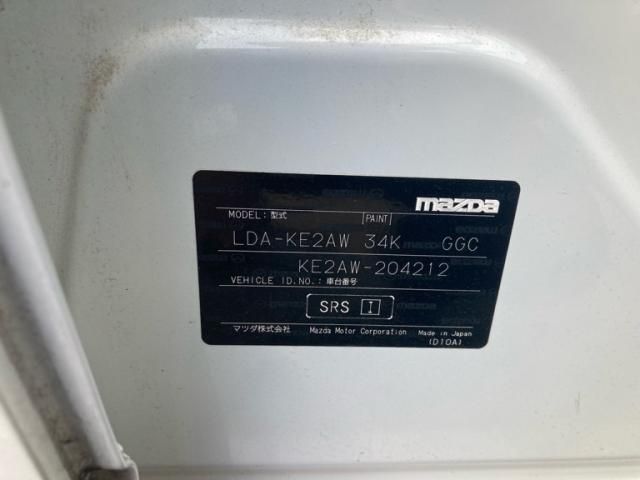 mazda
MODEL:型式 PAINT
LDA-KE2AW 34K GGC
KE2AW-204212
VEHICLE ID.NO.:車台番号
SRS I
マツダ株式会社 Mazda Motor Corporation Made in Japan
(D10A)